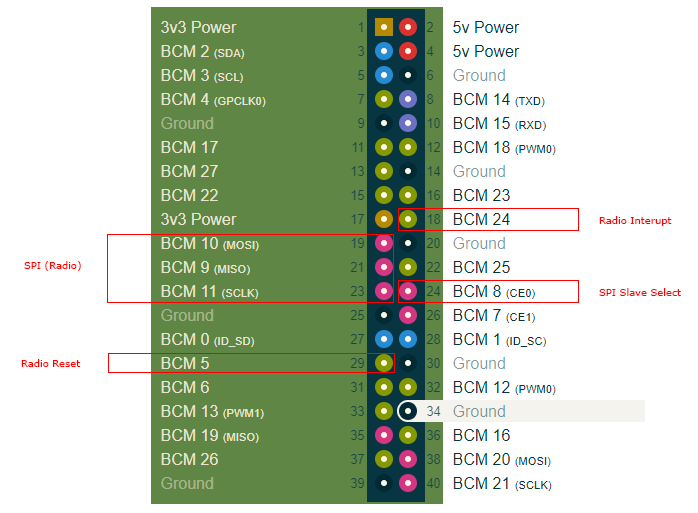 3v3 Power 1 2 5v Power
BCM 2 (SDA) 3 4 5v Power
BCM 3 (SCL) 5 6 Ground
BCM 4 (GPCLK0) 7 8 BCM 14 (TXD)
Ground 9 10 BCM 15 (RXD)
BCM 17 11 12 BCM 18 (PWM0)
BCM 27 13 14 Ground
BCM 22 15 16 BCM 23
3v3 Power 17 18 BCM 24 Radio Interupt
BCM 10 (MOSI) 19 20 Ground
SPI (Radio) BCM 9 (MISO) 21 22 BCM 25
BCM 11 (SCLK) 23 24 BCM 8 (CE0) SPI Slave Select
Ground 25 26 BCM 7 (CE1)
BCM 0 (ID_SD) 27 28 BCM 1 (ID_SC)
Radio Reset BCM 5 29 30 Ground
BCM 6 31 32 BCM 12 (PWM0)
BCM 13 (PWM1) 33 34 Ground
BCM 19 (MISO) 35 36 BCM 16
BCM 26 37 38 BCM 20 (MOSI)
Ground 39 40 BCM 21 (SCLK)